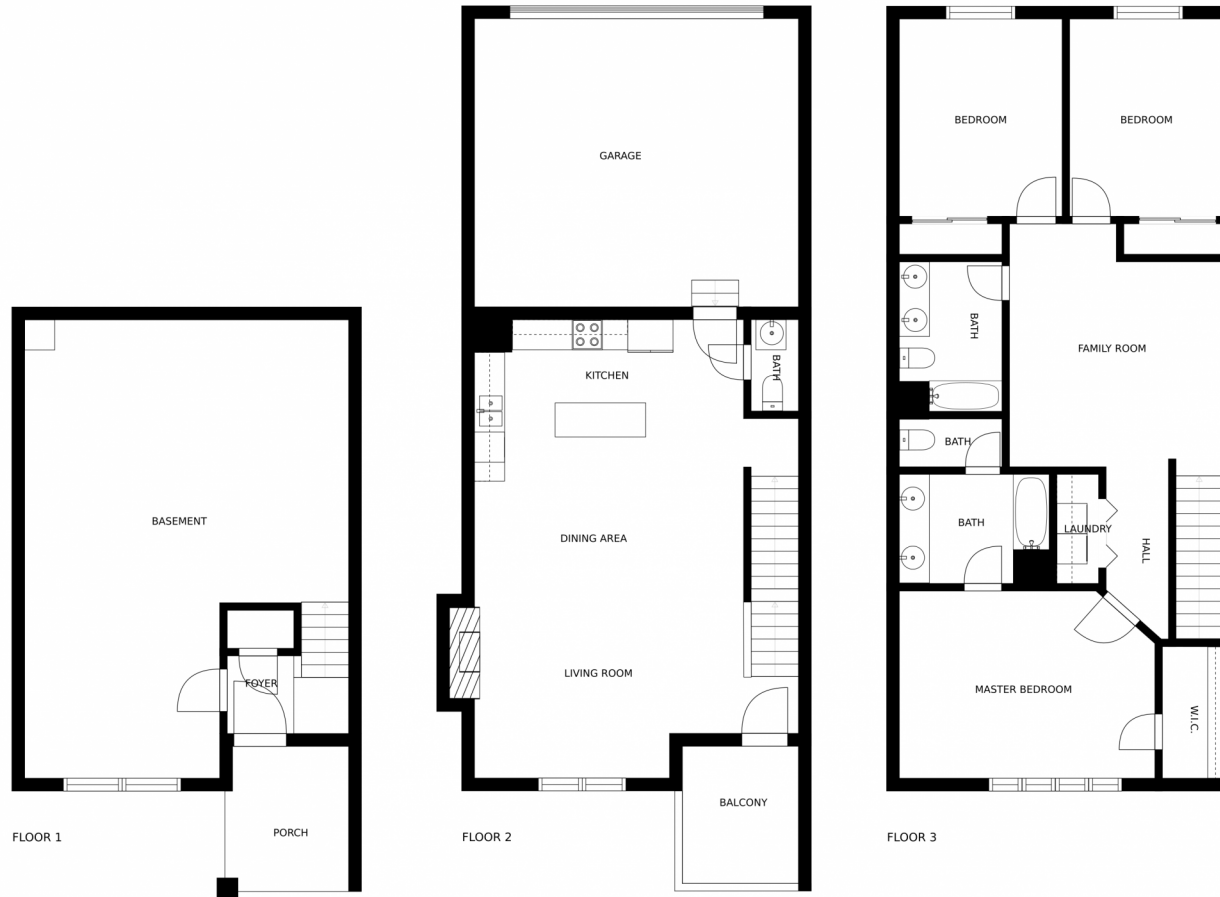 BASEMENT
FOYER
PORCH
FLOOR 1
GARAGE
KITCHEN
BATH
DINING AREA
LIVING ROOM
BALCONY
FLOOR 2
BEDROOM
BEDROOM
BATH
FAMILY ROOM
BATH
BATH
LAUNDRY
HALL
MASTER BEDROOM
W.I.C.
FLOOR 3